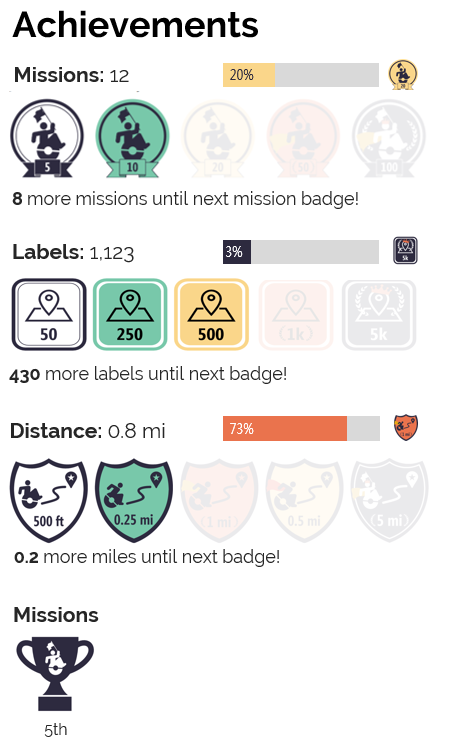 Achievements
Missions: 12
20%
20
5
10
20
50
100
8 more missions until next mission badge!
Labels: 1,123
3%
5k
50
250
500
(1k)
5k
430 more labels until next badge!
Distance: 0.8 mi
73%
500 ft
0.25 mi
(1 mi)
0.5 mi
(5 mi)
0.2 more miles until next badge!
Missions
5th